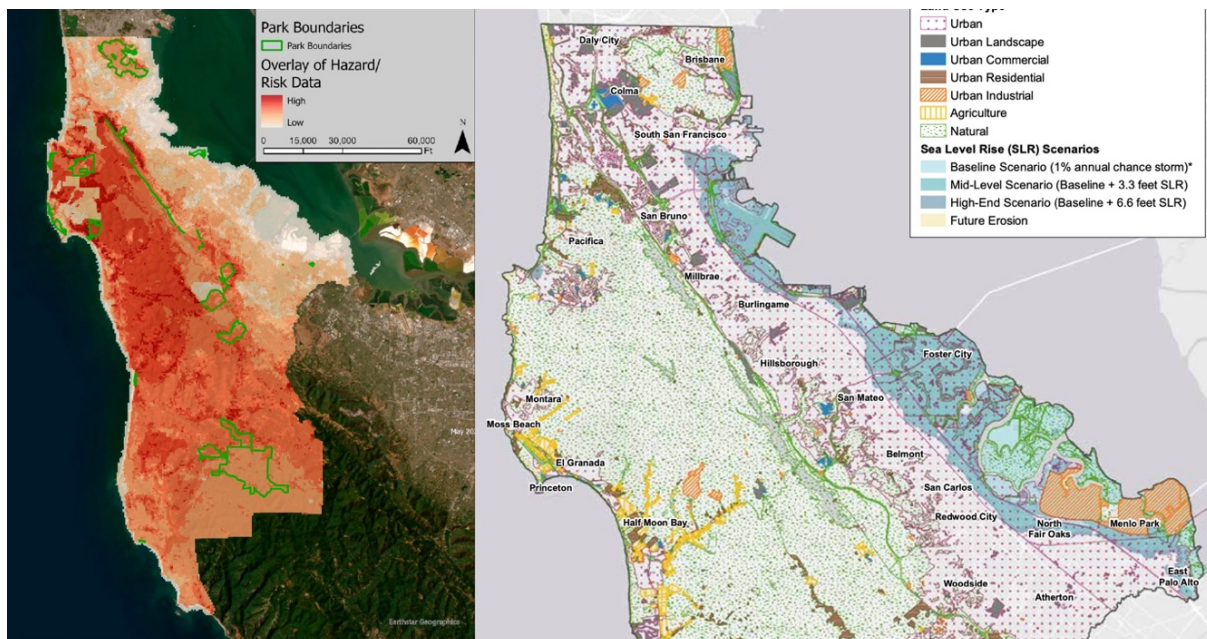 Park Boundaries
Park Boundaries
Overlay of Hazard/
Risk Data
High
Low
0 15,000 30,000 60,000
Ft
N
Earthstar Geographics
Urban
Urban Landscape
Urban Commercial
Urban Residential
Urban Industrial
Agriculture
Natural
Sea Level Rise (SLR) Scenarios
Baseline Scenario (1% annual chance storm)*
Mid-Level Scenario (Baseline + 3.3 feet SLR)
High-End Scenario (Baseline + 6.6 feet SLR)
Future Erosion
Daly City
Brisbane
Colma
South San Francisco
San Bruno
Pacifica
Millbrae
Burlingame
Hillsborough
Foster City
San Mateo
Montara
Moss Beach
Belmont
El Granada
San Carlos
Princeton
Redwood City
Half Moon Bay
North
Fair Oaks
Menlo Park
East
Palo Alto
Woodside
Atherton